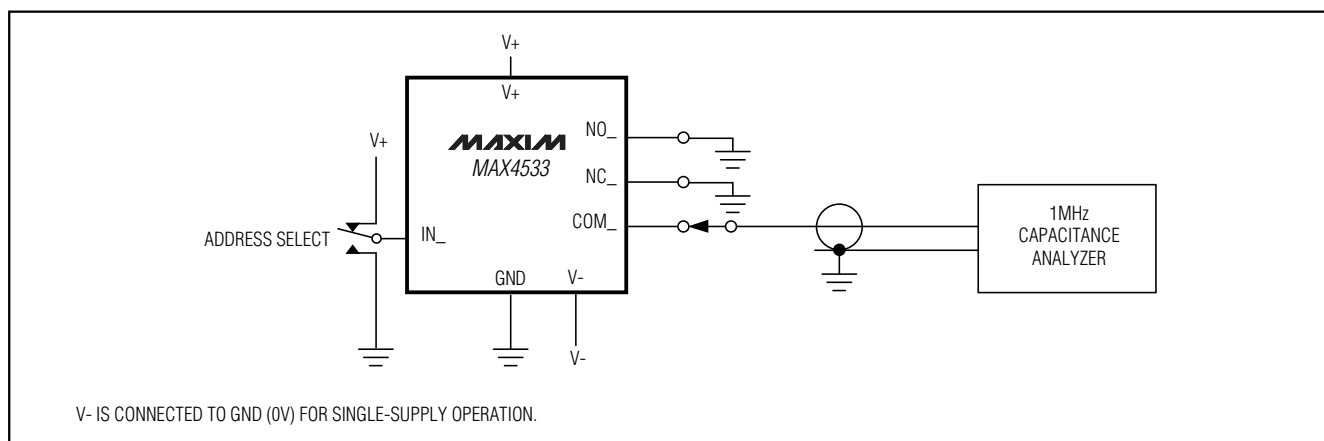 V+
V+
MAXIM
MAX4533
NO_
NC_
COM_
V+
ADDRESS SELECT
IN_
GND
V-
V-
1MHz
CAPACITANCE
ANALYZER
V- IS CONNECTED TO GND (0V) FOR SINGLE-SUPPLY OPERATION.